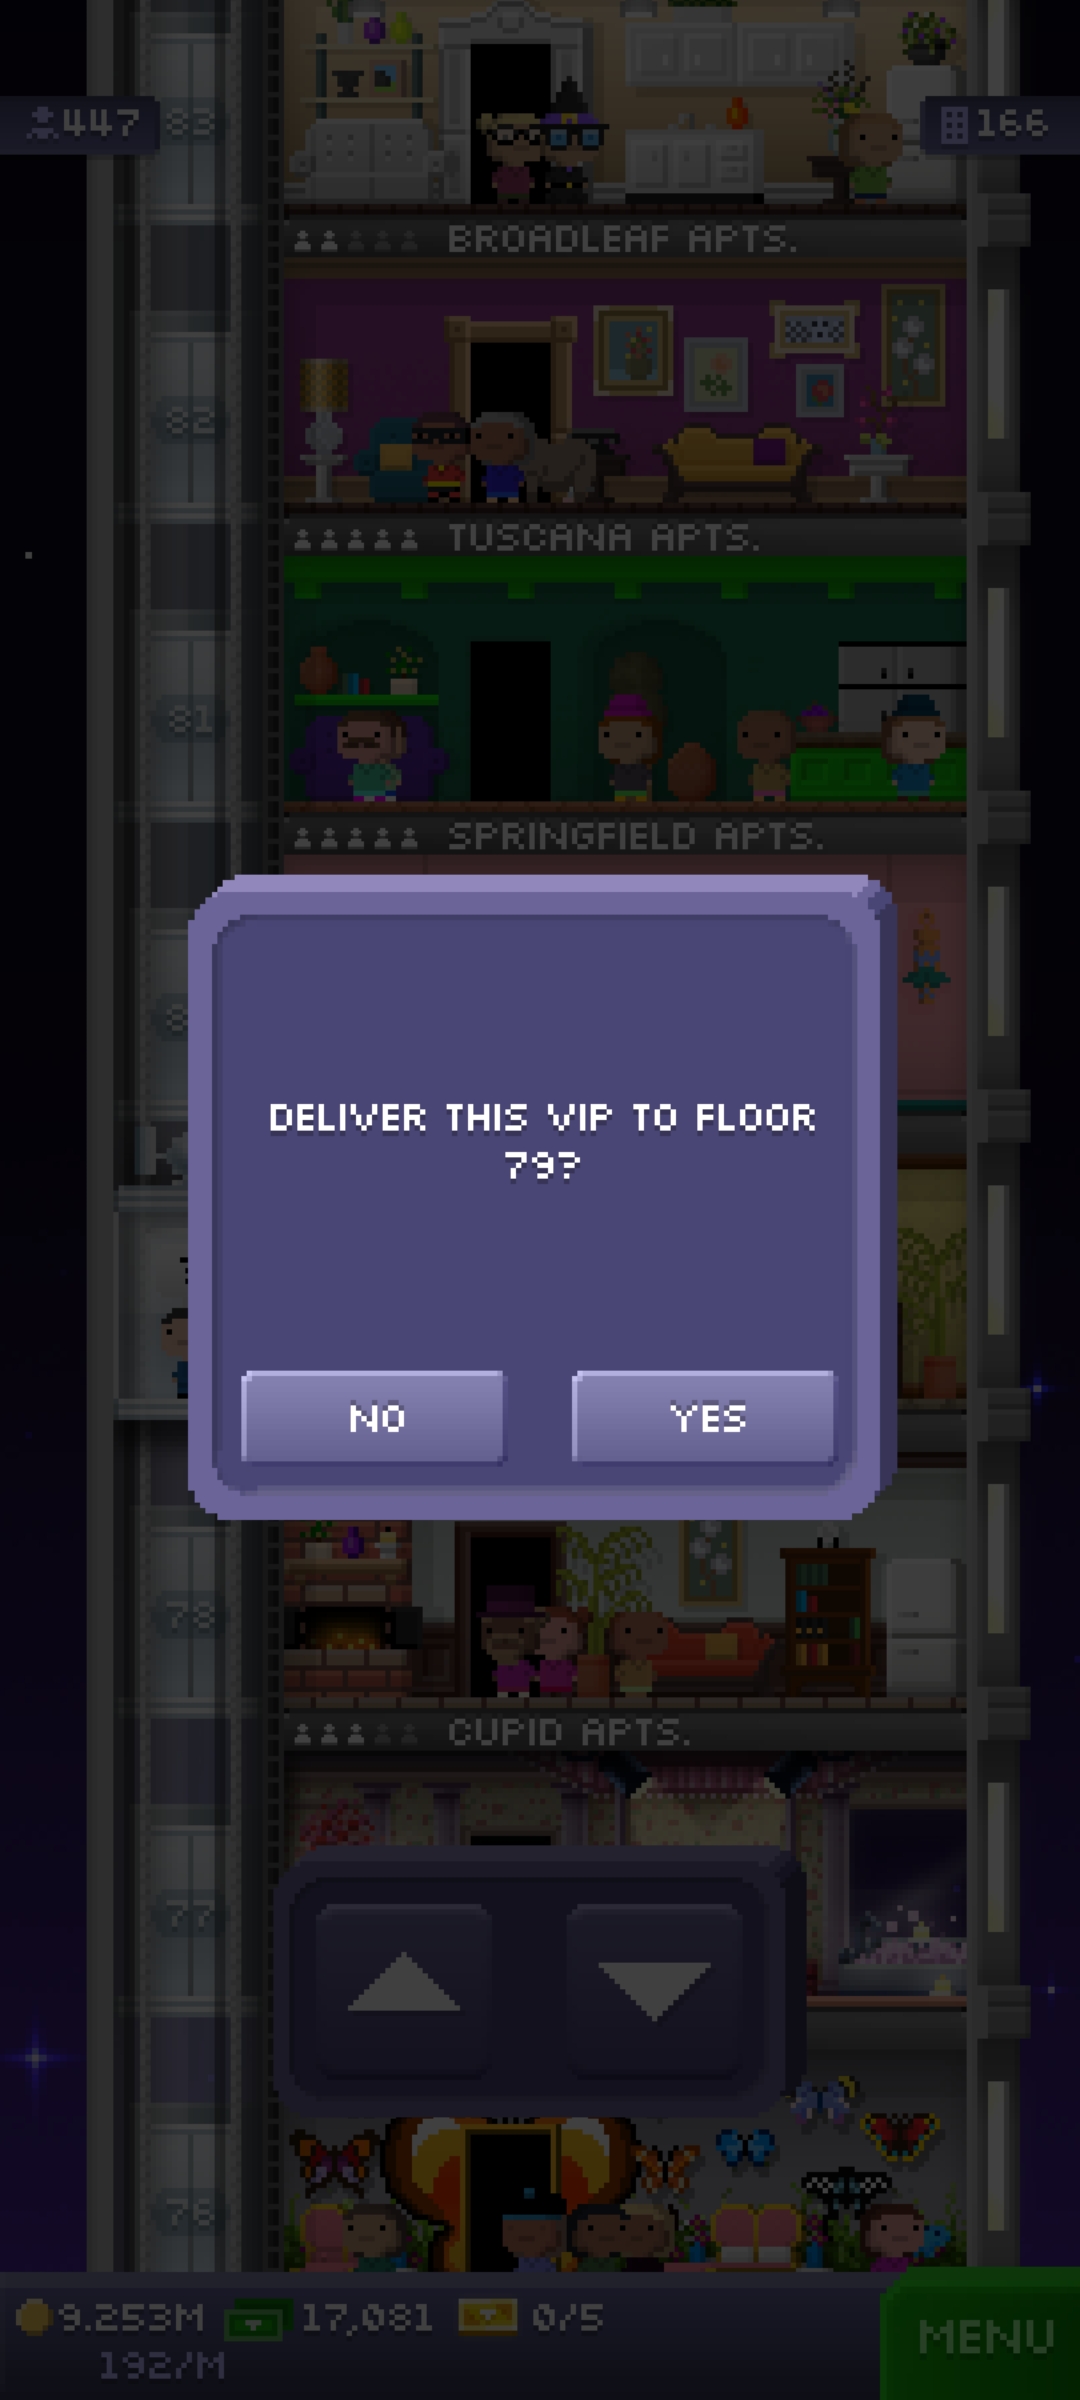 447
83
166
BROADLEAF APTS.
82
TUSCANA APTS.
81
SPRINGFIELD APTS.
DELIVER THIS VIP TO FLOOR
79?
NO
YES
78
CUPID APTS.
77
76
9.253M
17,081
0/5
192/M
MENU